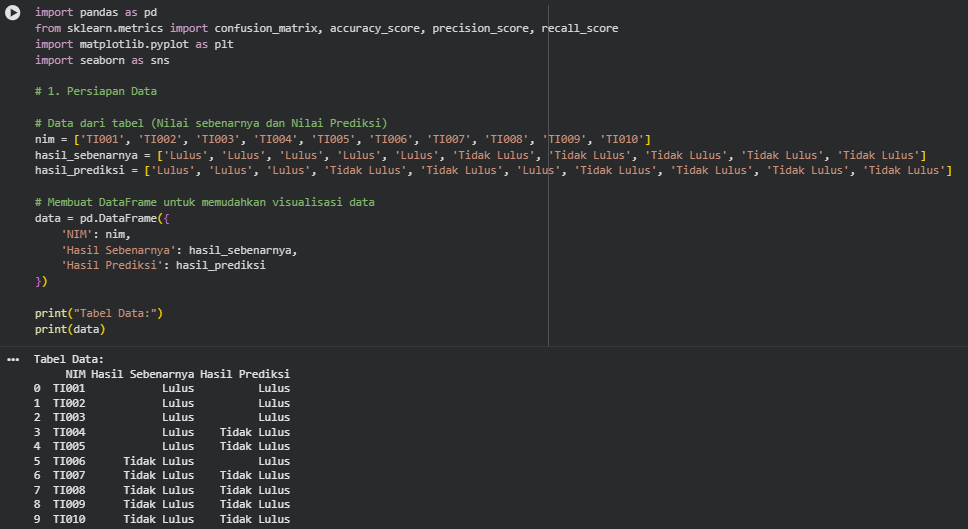 import pandas as pd
from sklearn.metrics import confusion_matrix, accuracy_score, precision_score, recall_score
import matplotlib.pyplot as plt
import seaborn as sns
# 1. Persiapan Data
# Data dari tabel (Nilai sebenarnya dan Nilai Prediksi)
nim = ['TI001', 'TI002', 'TI003', 'TI004', 'TI005', 'TI006', 'TI007', 'TI008', 'TI009', 'TI010']
hasil_sebenarnya = ['Lulus', 'Lulus', 'Lulus', 'Lulus', 'Lulus', 'Tidak Lulus', 'Tidak Lulus', 'Tidak Lulus', 'Tidak Lulus', 'Tidak Lulus']
hasil_prediksi = ['Lulus', 'Lulus', 'Lulus', 'Tidak Lulus', 'Tidak Lulus', 'Lulus', 'Tidak Lulus', 'Tidak Lulus', 'Tidak Lulus', 'Tidak Lulus']
# Membuat DataFrame untuk memudahkan visualisasi data
data = pd.DataFrame({
    'NIM': nim,
    'Hasil Sebenarnya': hasil_sebenarnya,
    'Hasil Prediksi': hasil_prediksi
})
print("Tabel Data:")
print(data)
Tabel Data:
NIM Hasil Sebenarnya Hasil Prediksi
0 TI001 Lulus Lulus
1 TI002 Lulus Lulus
2 TI003 Lulus Lulus
3 TI004 Lulus Tidak Lulus
4 TI005 Lulus Tidak Lulus
5 TI006 Tidak Lulus Lulus
6 TI007 Tidak Lulus Tidak Lulus
7 TI008 Tidak Lulus Tidak Lulus
8 TI009 Tidak Lulus Tidak Lulus
9 TI010 Tidak Lulus Tidak Lulus